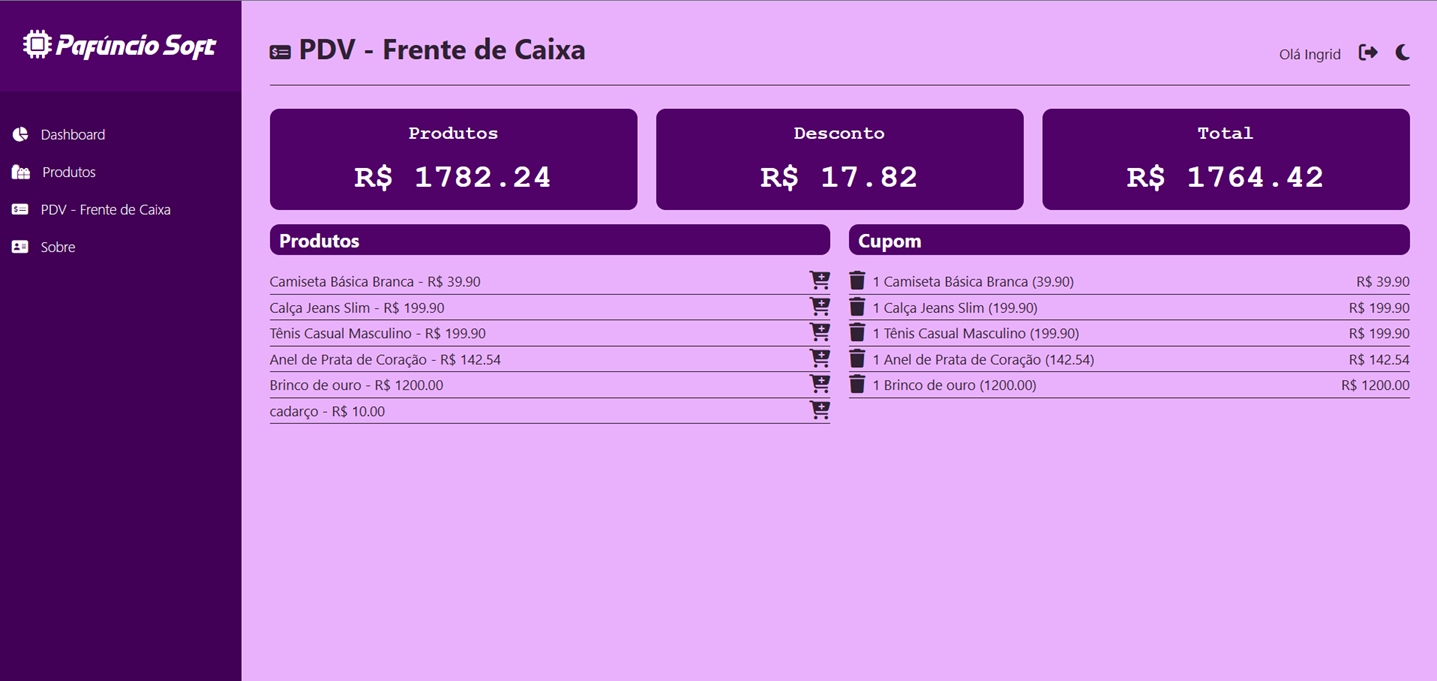 Pafúncio Soft
Dashboard
Produtos
PDV - Frente de Caixa
Sobre
PDV - Frente de Caixa
Olá Ingrid
Produtos
R$ 1782.24
Desconto
R$ 17.82
Total
R$ 1764.42
Produtos
Camiseta Básica Branca - R$ 39.90
Calça Jeans Slim - R$ 199.90
Tênis Casual Masculino - R$ 199.90
Anel de Prata de Coração - R$ 142.54
Brinco de ouro - R$ 1200.00
cadarço - R$ 10.00
Cupom
1 Camiseta Básica Branca (39.90) R$ 39.90
1 Calça Jeans Slim (199.90) R$ 199.90
1 Tênis Casual Masculino (199.90) R$ 199.90
1 Anel de Prata de Coração (142.54) R$ 142.54
1 Brinco de ouro (1200.00) R$ 1200.00